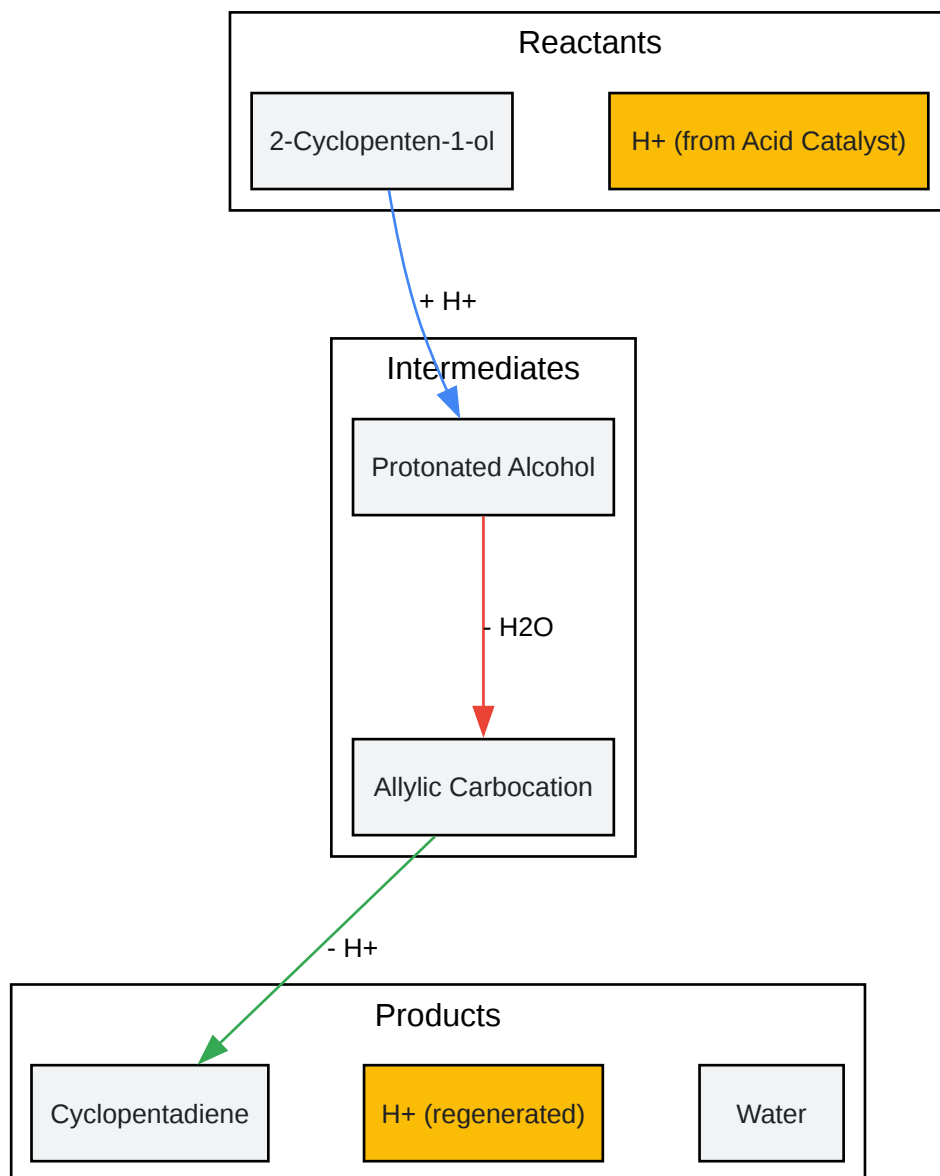 Reactants
2-Cyclopenten-1-ol
H+ (from Acid Catalyst)
+ H+
Intermediates
Protonated Alcohol
- H2O
Allylic Carbocation
- H+
Products
Cyclopentadiene
H+ (regenerated)
Water